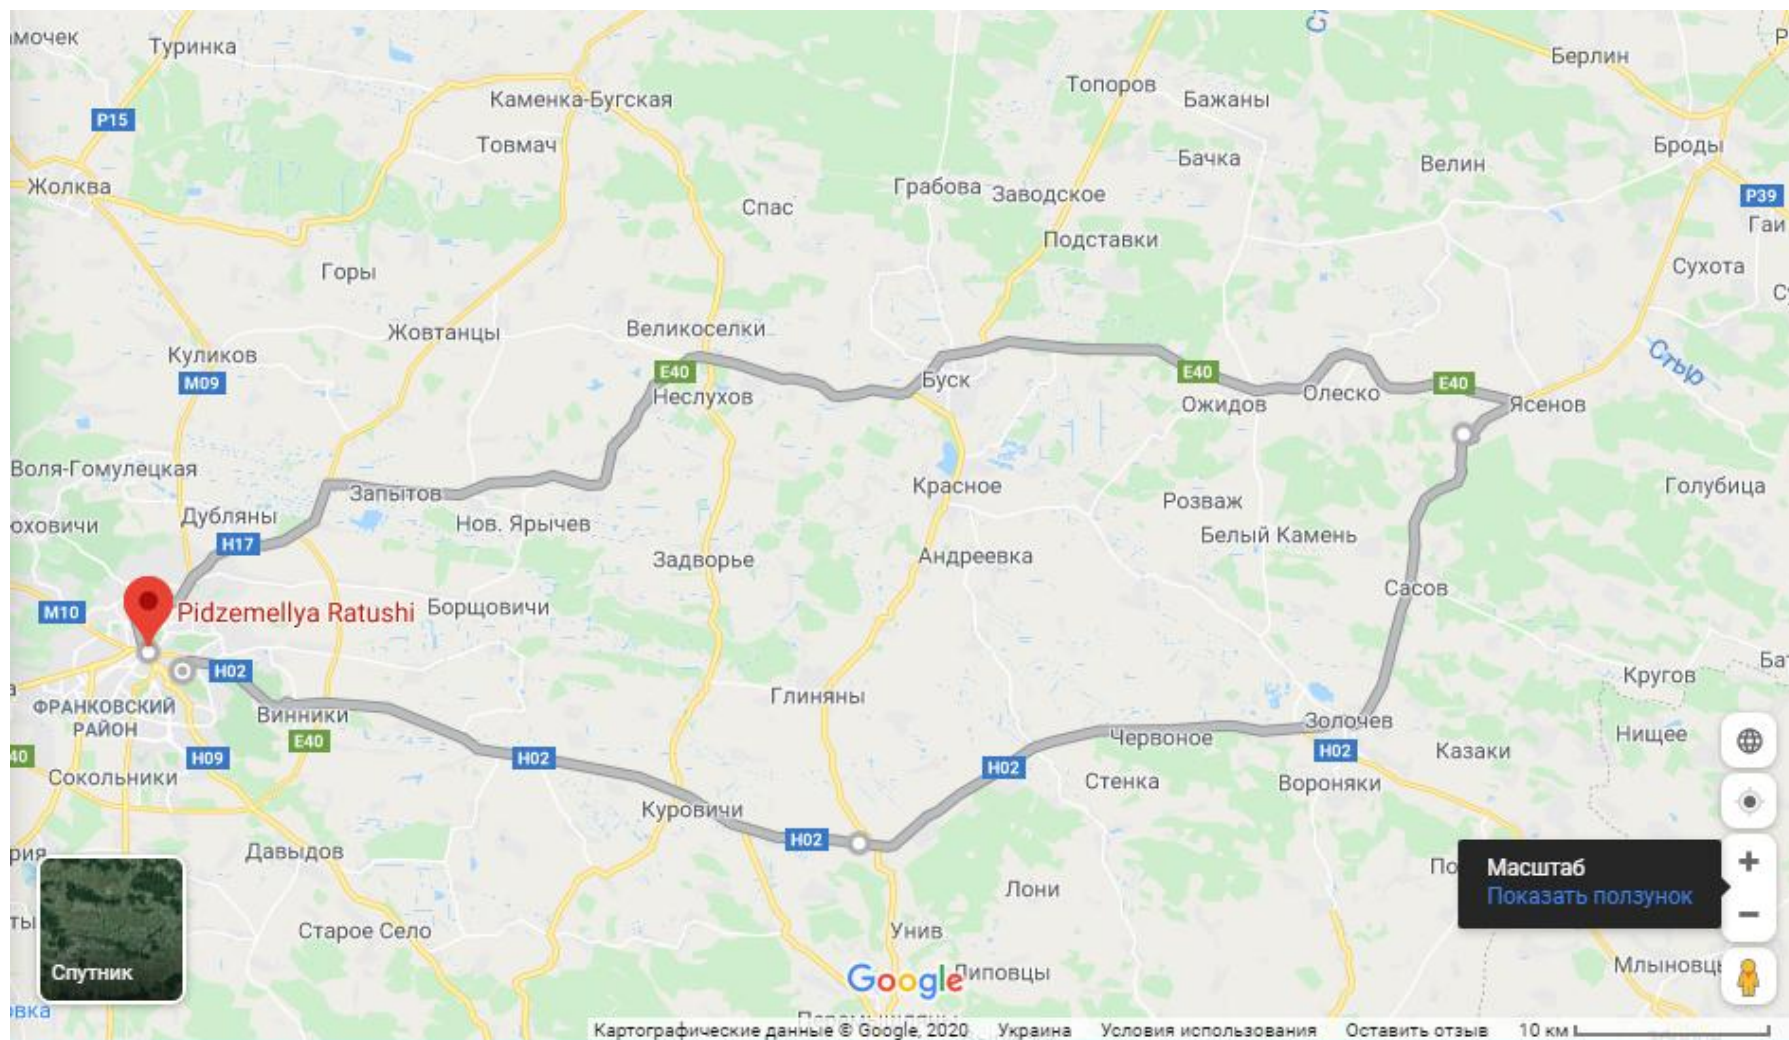 Туринка
Берлин
Топоров
Бажаны
Каменка-Бугская
P15
Товмач
Броды
Бачка
Велин
Жолква
Грабова
Заводское
P39
Спас
Гаи
Подставки
Сухота
Горы
Великоселки
Жовтанцы
Куликов
Стыр
E40
E40
M09
Буск
E40
Олеско
Неслухов
Ожидов
Ясенов
Воля-Гомулецкая
Запытов
Красное
Голубица
Розваж
Дубляны
Нов. Ярычев
Белый Камень
H17
Задворье
Андреевка
Сасов
M10
Pidzemellya Ratushi
Борщовичи
H02
Кругов
Глиняны
ФРАНКОВСКИЙ
РАЙОН
Винники
Золочев
Нищее
E40
Червоное
H02
Казаки
40
H09
H02
H02
Сокольники
Стенка
Вороняки
Куровичи
H02
Давыдов
Масштаб
Показать ползунок
Лони
Старое Село
Унив
Спутник
Google
Липовцы
Картографические данные © Google, 2020 Украина Условия использования Оставить отзыв 10 км